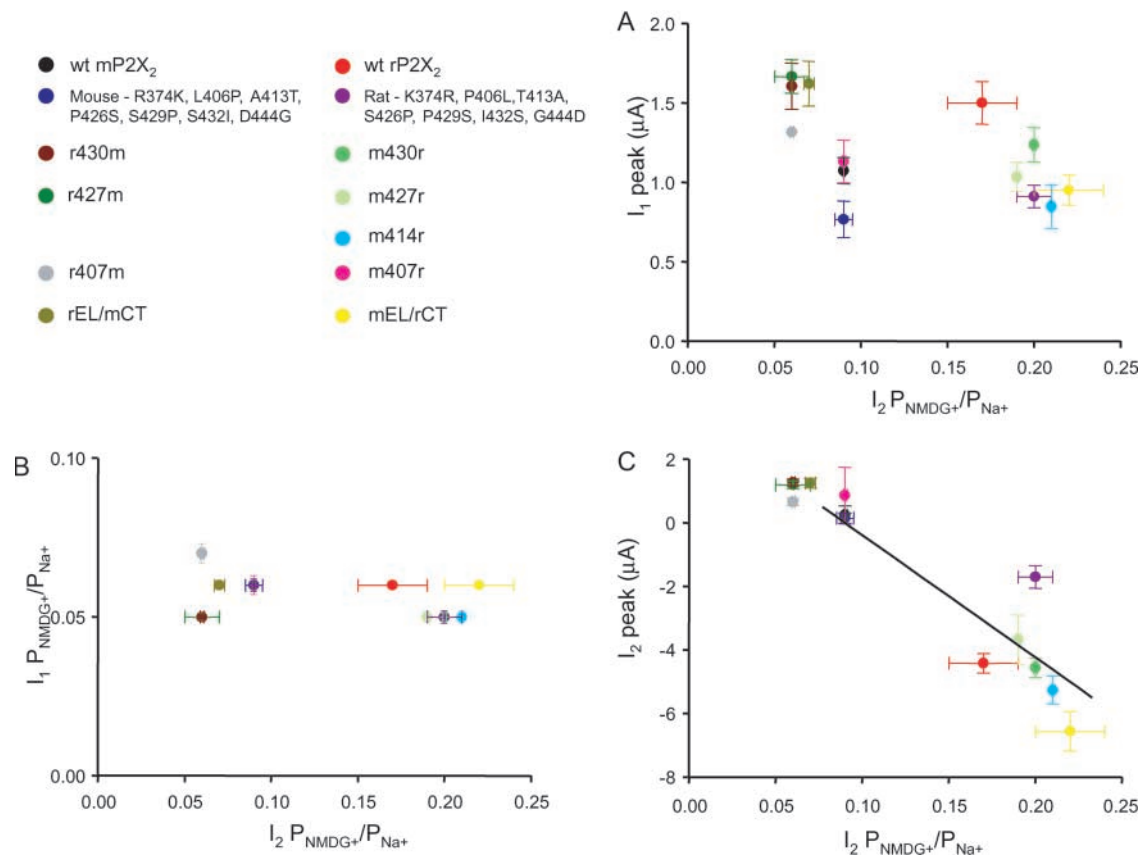 wt mP2X2
wt rP2X2
Mouse - R374K, L406P, A413T,
P426S, S429P, S432I, D444G
Rat - K374R, P406L,T413A,
S426P, P429S, I432S, G444D
r430m
m430r
r427m
m427r
m414r
r407m
m407r
rEL/mCT
mEL/rCT
A
2.0
1.5
1.0
0.5
0.0
I1 peak (μA)
0.00 0.05 0.10 0.15 0.20 0.25
I2 PNMDG+/PNa+
B
0.10
0.05
0.00
I1 PNMDG+/PNa+
0.00 0.05 0.10 0.15 0.20 0.25
I2 PNMDG+/PNa+
C
2
0
-2
-4
-6
-8
I2 peak (μA)
0.00 0.05 0.10 0.15 0.20 0.25
I2 PNMDG+/PNa+